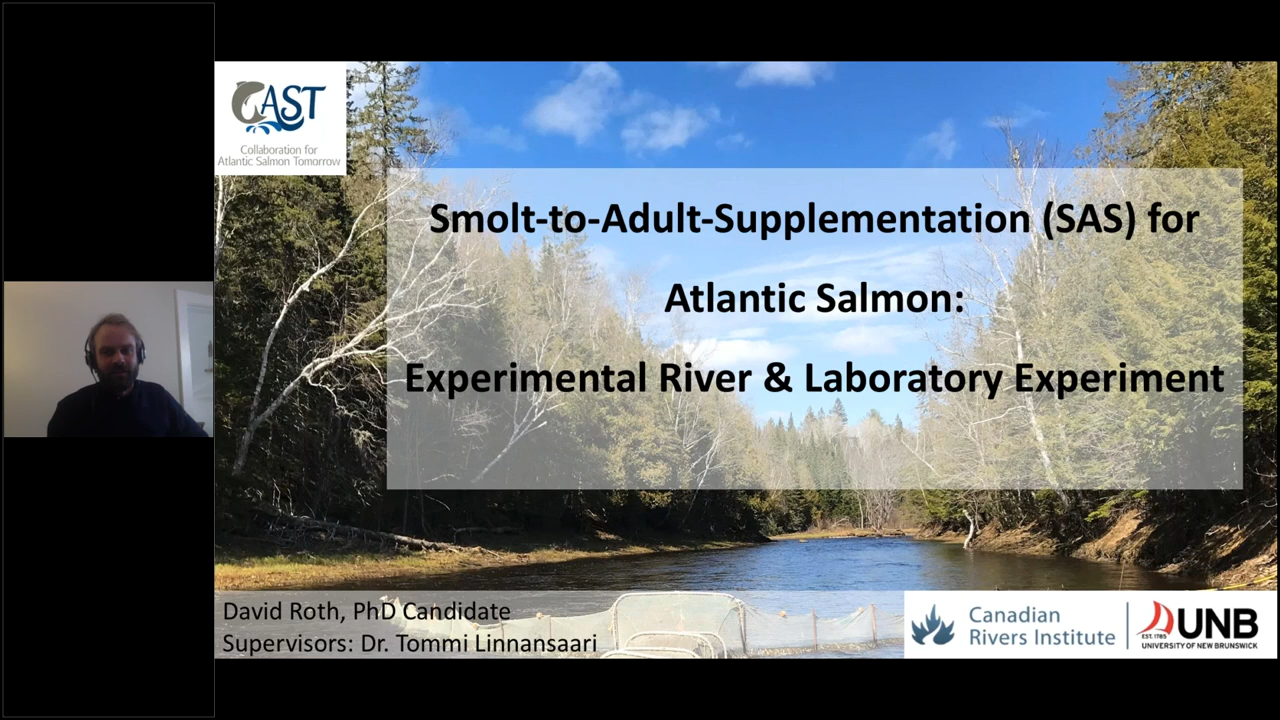 CAST
Collaboration for
Atlantic Salmon Tomorrow
Smolt-to-Adult-Supplementation (SAS) for
Atlantic Salmon:
Experimental River & Laboratory Experiment
David Roth, PhD Candidate
Supervisors: Dr. Tommi Linnansaari
Canadian
Rivers Institute
EST. 1785
UNB
UNIVERSITY OF NEW BRUNSWICK